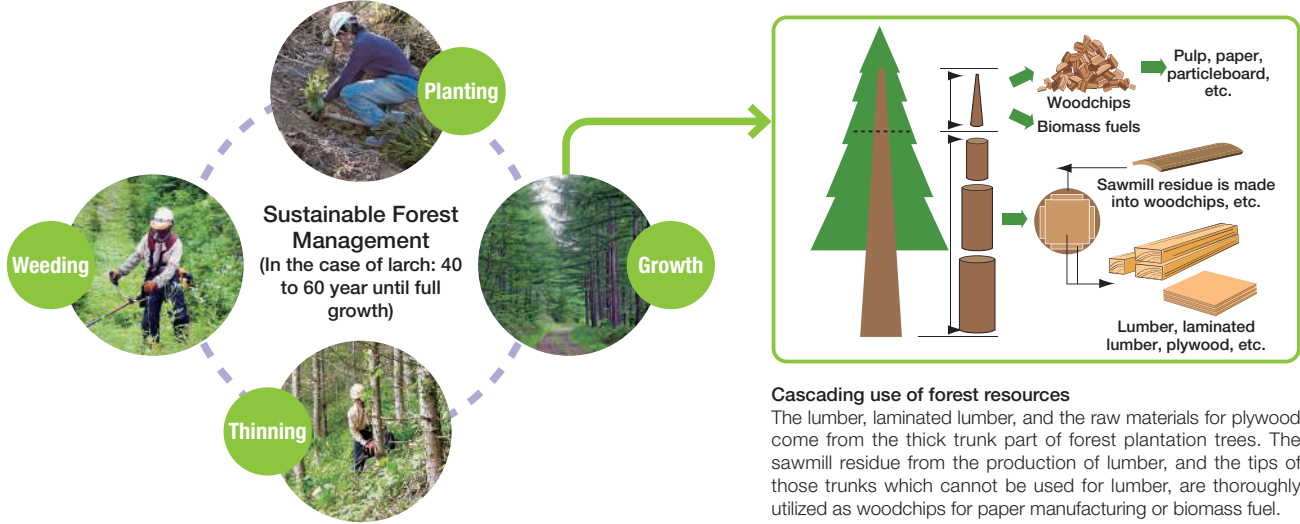 Planting
Weeding
Sustainable Forest
Management
(In the case of larch: 40
to 60 year until full
growth)
Growth
Thinning
Woodchips
Pulp, paper,
particleboard,
etc.
Biomass fuels
Sawmill residue is made
into woodchips, etc.
Lumber, laminated
lumber, plywood, etc.
Cascading use of forest resources
The lumber, laminated lumber, and the raw materials for plywood
come from the thick trunk part of forest plantation trees. The
sawmill residue from the production of lumber, and the tips of
those trunks which cannot be used for lumber, are thoroughly
utilized as woodchips for paper manufacturing or biomass fuel.